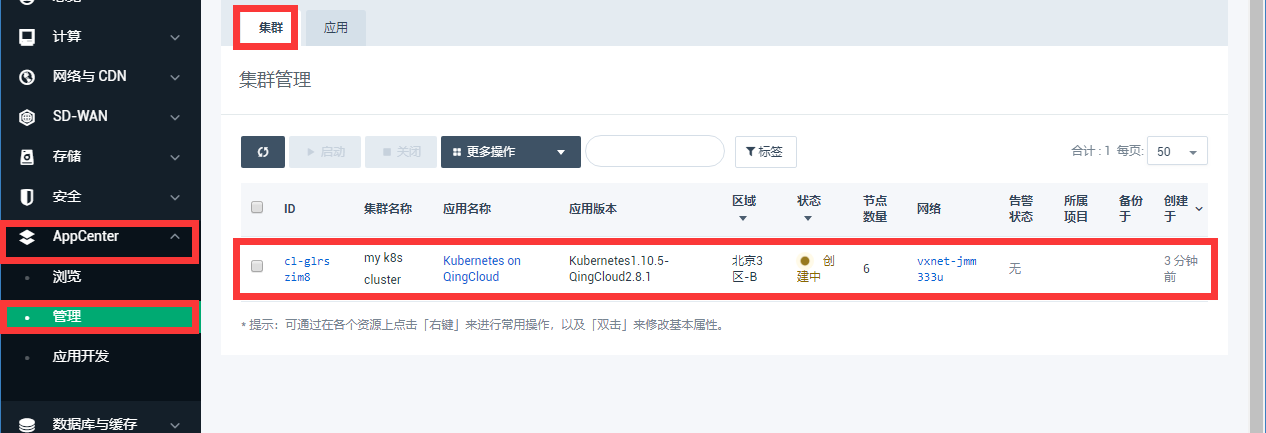 计算
网络与 CDN
SD-WAN
存储
安全
AppCenter
浏览
管理
应用开发
数据库与缓存
集群 应用
集群管理
启动 关闭 更多操作 标签 合计 : 1 每页: 50
ID 集群名称 应用名称 应用版本 区域 状态 节点数量 网络 告警状态 所属项目 备份于 创建于
cl-glrszim8 my k8s cluster Kubernetes on QingCloud Kubernetes1.10.5-QingCloud2.8.1 北京3区-B 创建中 6 vxnet-jmm333u 无 3 分钟前
* 提示：可通过在各个资源上点击「右键」来进行常用操作，以及「双击」来修改基本属性。